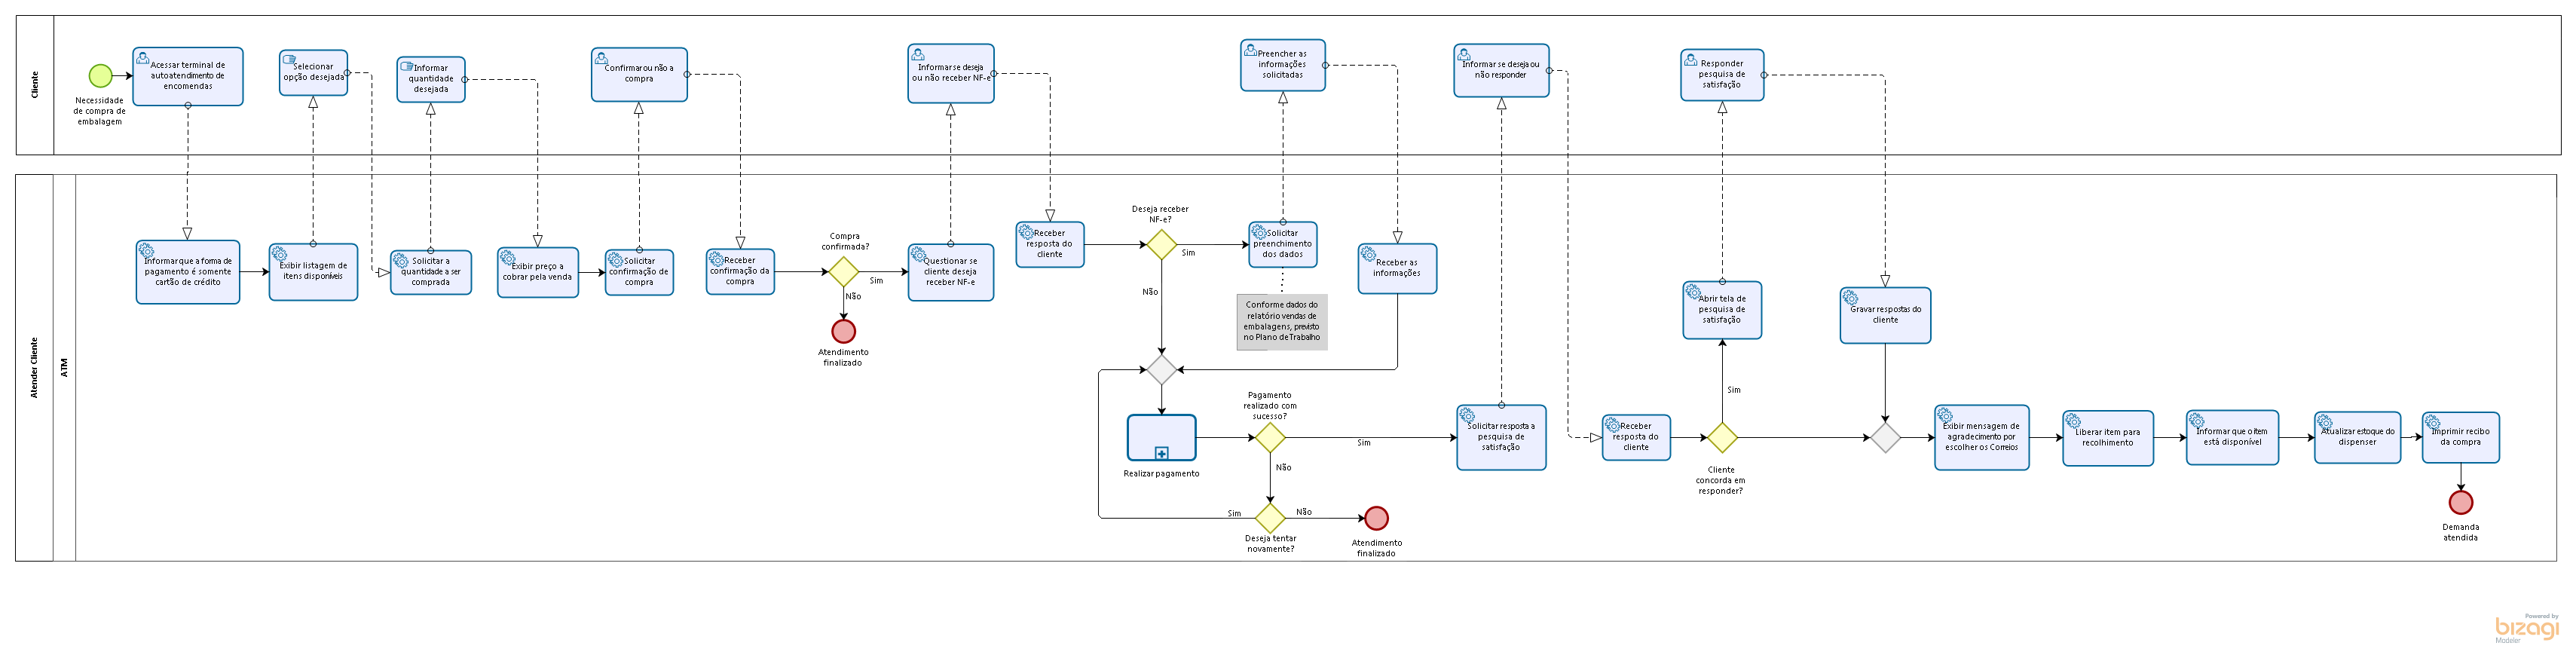 Cliente
Necessidade
de compra de
embalagem
Acessar terminal de
autoatendimento de
encomendas
Selecionar
opção desejada
Informar
quantidade
desejada
Confirmar ou não a
compra
Informar se deseja
ou não receber NF-e
Preencher as
informações
solicitadas
Informar se deseja ou
não responder
Responder
pesquisa de
satisfação
Atender Cliente
ATM
Informar que a forma de
pagamento é somente
cartão de crédito
Exibir listagem de
itens disponíveis
Solicitar a
quantidade a ser
comprada
Exibir preço a
cobrar pela venda
Solicitar
confirmação de
compra
Receber
confirmação da
compra
Compra
confirmada?
Sim
Não
Atendimento
finalizado
Questionar se
cliente deseja
receber NF-e
Receber
resposta do
cliente
Deseja receber
NF-e?
Sim
Não
Solicitar
preenchimento
dos dados
Conforme dados do
relatório vendas de
embalagens, previsto
no Plano de Trabalho
Receber as
informações
Realizar pagamento
Pagamento
realizado com
sucesso?
Sim
Não
Deseja tentar
novamente?
Sim
Não
Atendimento
finalizado
Solicitar resposta a
pesquisa de
satisfação
Receber
resposta do
cliente
Cliente
concorda em
responder?
Sim
Abrir tela de
pesquisa de
satisfação
Gravar respostas do
cliente
Exibir mensagem de
agradecimento por
escolher os Correios
Liberar item para
recolhimento
Informar que o item
está disponível
Atualizar estoque do
dispenser
Imprimir recibo
da compra
Demanda
atendida
Powered by
bizagi
Modeler